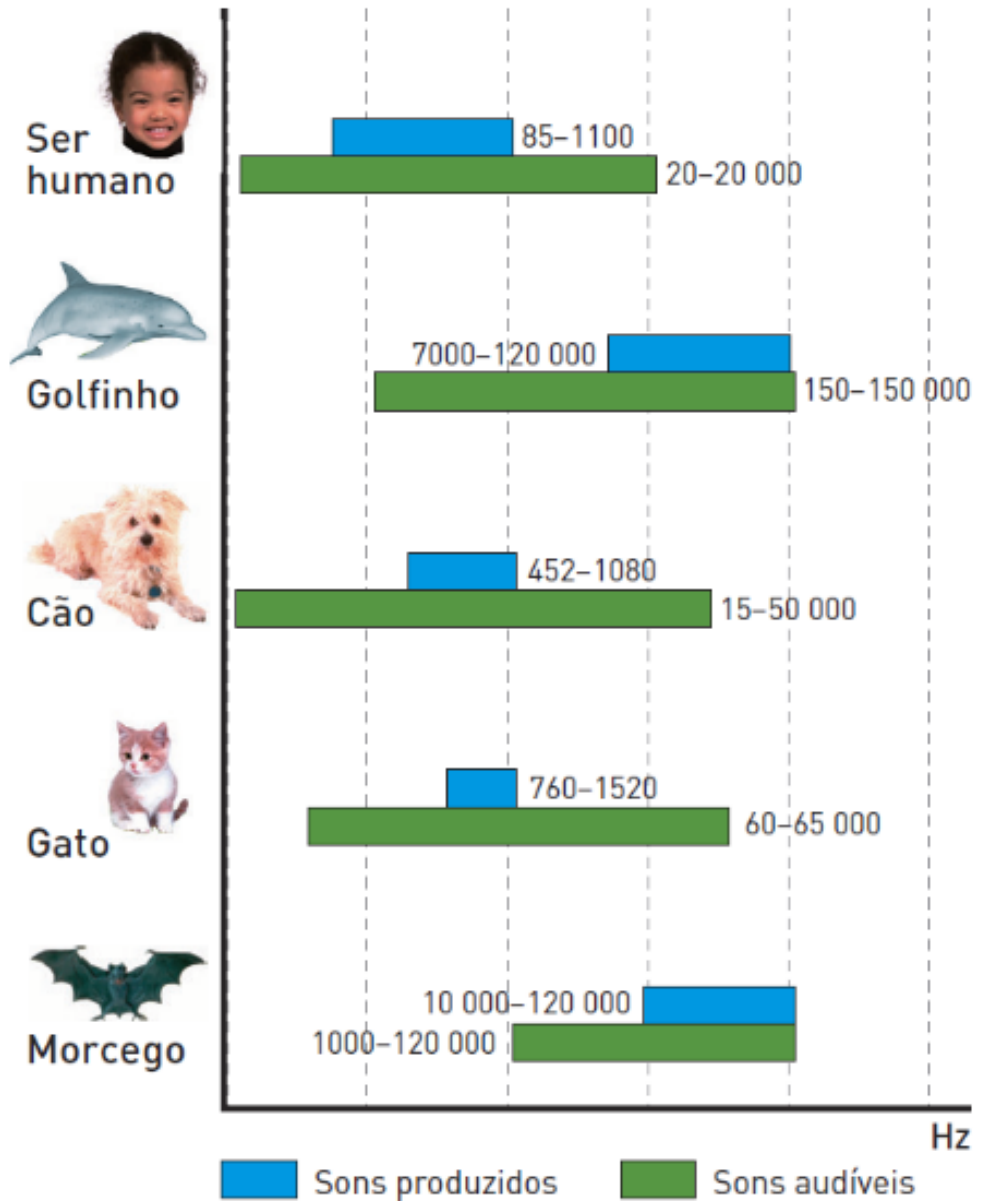 Ser
humano
85–1100
20–20 000
Golfinho
7000–120 000
150–150 000
Cão
452–1080
15–50 000
Gato
760–1520
60–65 000
Morcego
10 000–120 000
1000–120 000
Hz
Sons produzidos
Sons audíveis